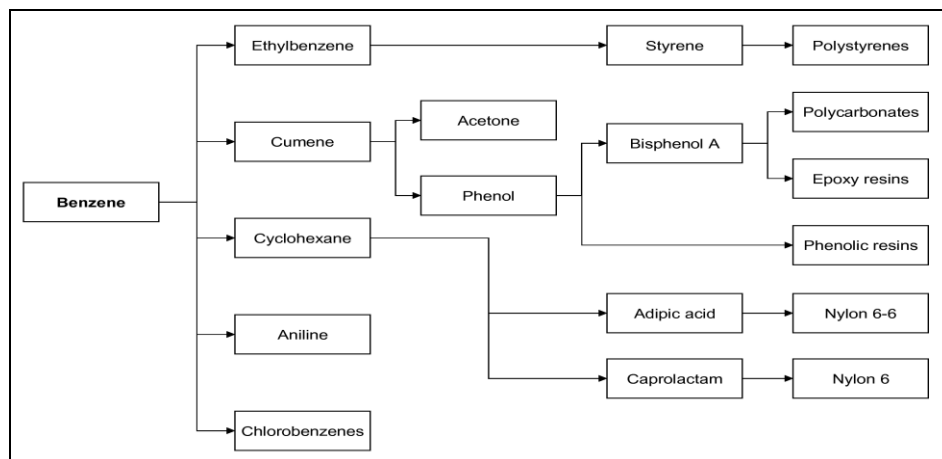 Ethylbenzene
Styrene
Polystyrenes
Polycarbonates
Acetone
Cumene
Bisphenol A
Epoxy resins
Phenol
Benzene
Cyclohexane
Phenolic resins
Adipic acid
Nylon 6-6
Aniline
Caprolactam
Nylon 6
Chlorobenzenes